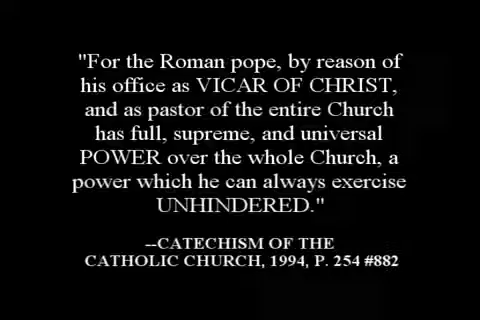 "For the Roman pope, by reason of
his office as VICAR OF CHRIST,
and as pastor of the entire Church
has full, supreme, and universal
POWER over the whole Church, a
power which he can always exercise
UNHINDERED."
--CATECHISM OF THE
CATHOLIC CHURCH, 1994, P. 254 #882